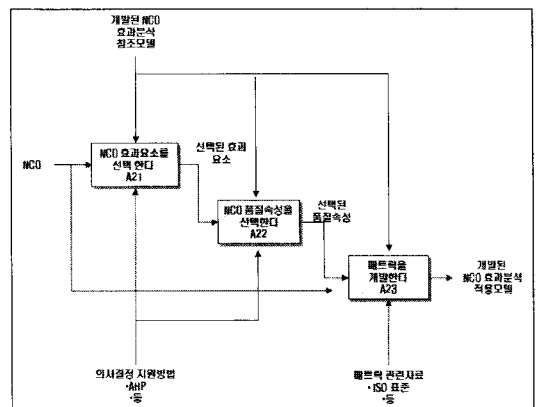 개발된 NCO
효과분석
참조모델
NCO
NCO 효과요소를
선택 한다
A21
선택된 효과
요소
NCO 품질속성을
선택한다
A22
선택된
품질속성
매트릭을
개발한다
A23
개발된
NCO 효과분석
적용모델
의사결정 지원방법
·AHP
·등
매트릭 관련자료
·ISO 표준
·등